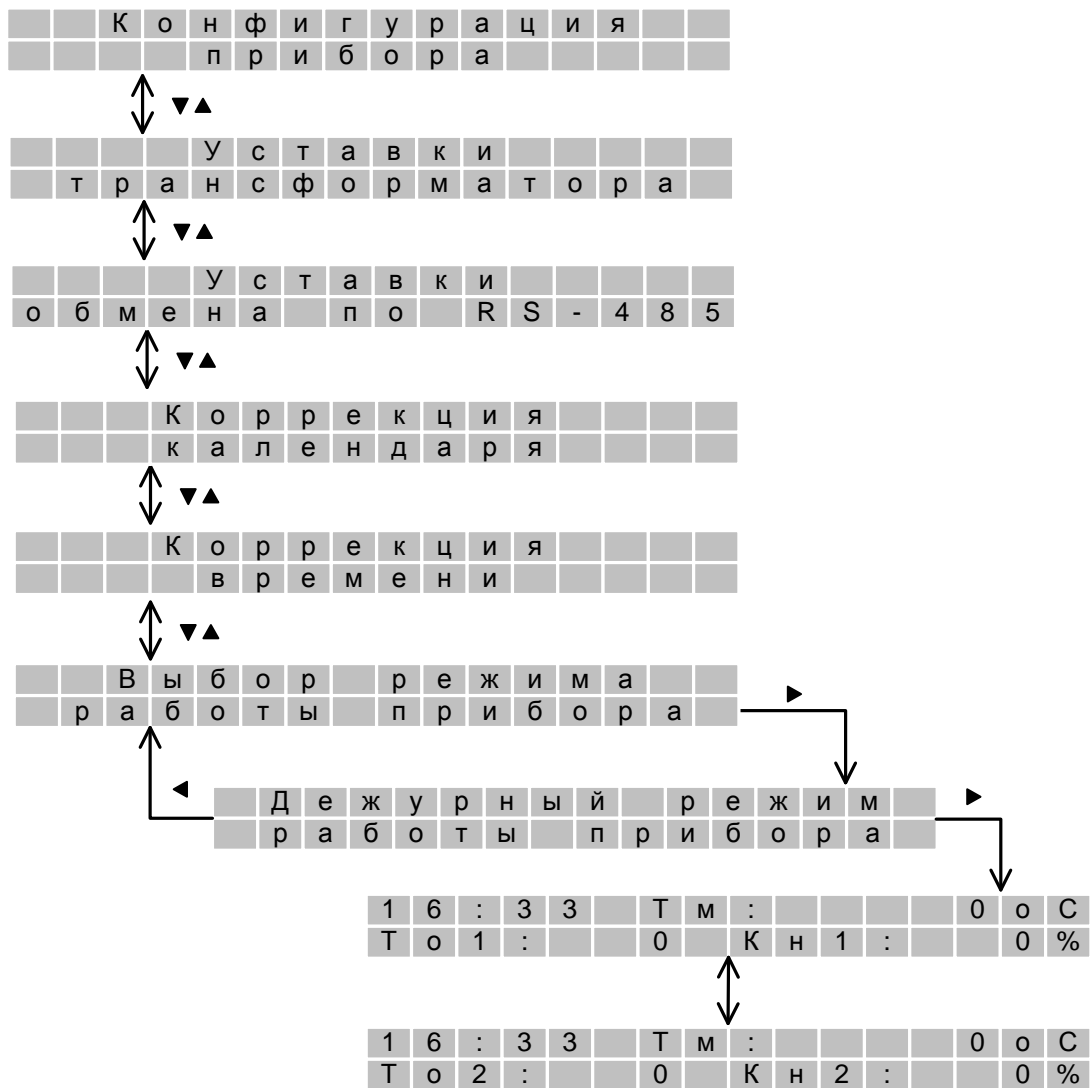 Конфигурация
прибора
▼▲
Уставки
трансформатора
▼▲
Уставки
обмена по RS-485
▼▲
Коррекция
календаря
▼▲
Коррекция
времени
▼▲
Выбор режима
работы прибора
►
◄
Дежурный режим
работы прибора
►
16:33 Тм: 0оС
То1: 0 Кн1: 0%
16:33 Тм: 0оС
То2: 0 Кн2: 0%